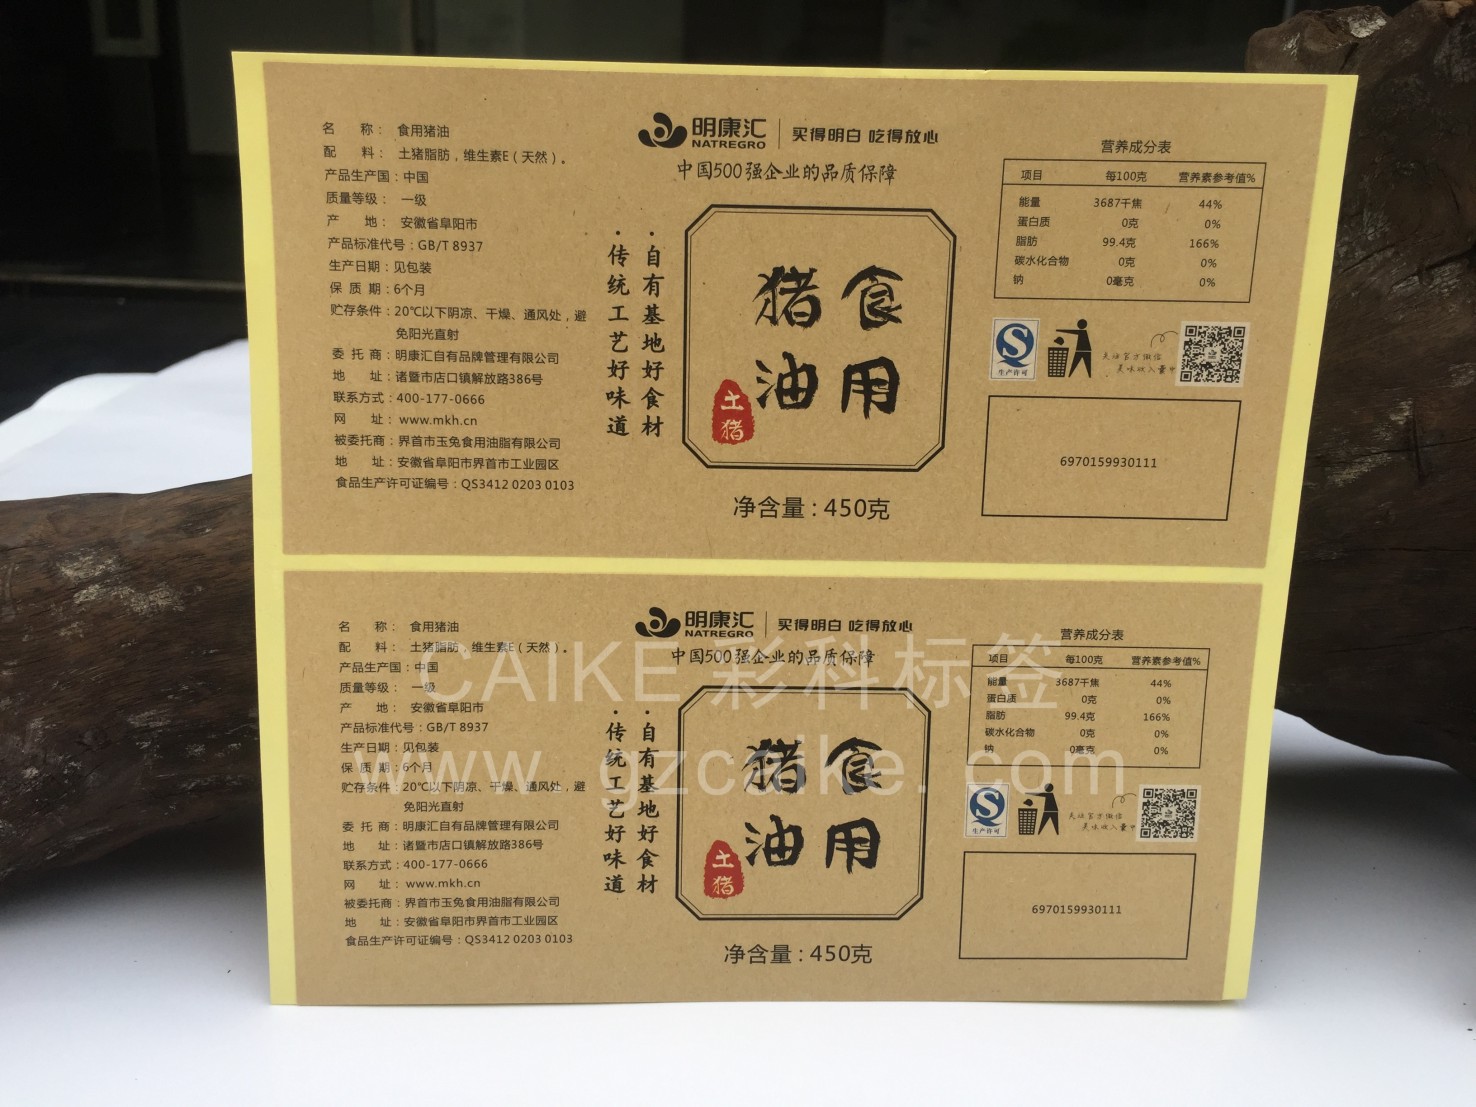 名 称： 食用猪油
配 料： 土猪脂肪，维生素E（天然）。
产品生产国：中国
质量等级： 一级
产 地： 安徽省阜阳市
产品标准代号：GB/T 8937
生产日期：见包装
保 质 期：6个月
贮存条件：20℃以下阴凉、干燥、通风处，避
免阳光直射
委 托 商：明康汇自有品牌管理有限公司
地 址：诸暨市店口镇解放路386号
联系方式：400-177-0666
网 址： www.mkh.cn
被委托商：界首市玉兔食用油脂有限公司
地 址：安徽省阜阳市界首市工业园区
食品生产许可证编号：QS3412 0203 0103
·自有基地好食材
·传统工艺好味道
明康汇
NATREGRO
买得明白 吃得放心
中国500强企业的品质保障
食用
猪油
土猪
净含量：450克
营养成分表
项目 每100克 营养素参考值%
能量 3687千焦 44%
蛋白质 0克 0%
脂肪 99.4克 166%
碳水化合物 0克 0%
钠 0毫克 0%
QS
生产许可
关注官方微信
美味收入囊中
6970159930111
名 称： 食用猪油
配 料： 土猪脂肪，维生素E（天然）。
产品生产国：中国
质量等级： 一级
产 地： 安徽省阜阳市
产品标准代号：GB/T 8937
生产日期：见包装
保 质 期：6个月
贮存条件：20℃以下阴凉、干燥、通风处，避
免阳光直射
委 托 商：明康汇自有品牌管理有限公司
地 址：诸暨市店口镇解放路386号
联系方式：400-177-0666
网 址： www.mkh.cn
被委托商：界首市玉兔食用油脂有限公司
地 址：安徽省阜阳市界首市工业园区
食品生产许可证编号：QS3412 0203 0103
·自有基地好食材
·传统工艺好味道
明康汇
NATREGRO
买得明白 吃得放心
中国500强企业的品质保障
食用
猪油
土猪
净含量：450克
营养成分表
项目 每100克 营养素参考值%
能量 3687千焦 44%
蛋白质 0克 0%
脂肪 99.4克 166%
碳水化合物 0克 0%
钠 0毫克 0%
QS
生产许可
关注官方微信
美味收入囊中
6970159930111
CAIKE 彩科标签
www.gzcaike.com